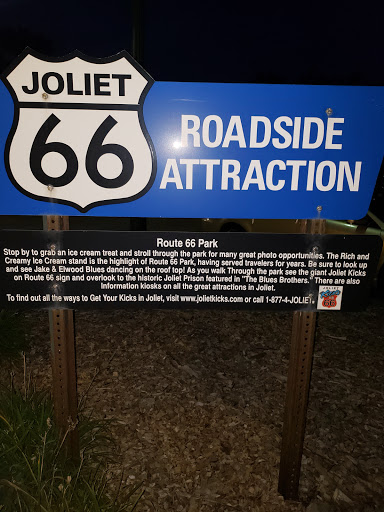 JOLIET
66
ROADSIDE
ATTRACTION
Route 66 Park
Stop by to grab an ice cream treat and stroll through the park for many great photo opportunities. The Rich and
Creamy Ice Cream stand is the highlight of Route 66 Park, having served travelers for years. Be sure to look up
and see Jake & Elwood Blues dancing on the roof top! As you walk Through the park see the giant Joliet Kicks
on Route 66 sign and overlook to the historic Joliet Prison featured in "The Blues Brothers." There are also
Information kiosks on all the great attractions in Joliet.
To find out all the ways to Get Your Kicks in Joliet, visit www.jolietkicks.com or call 1-877-4-JOLIET